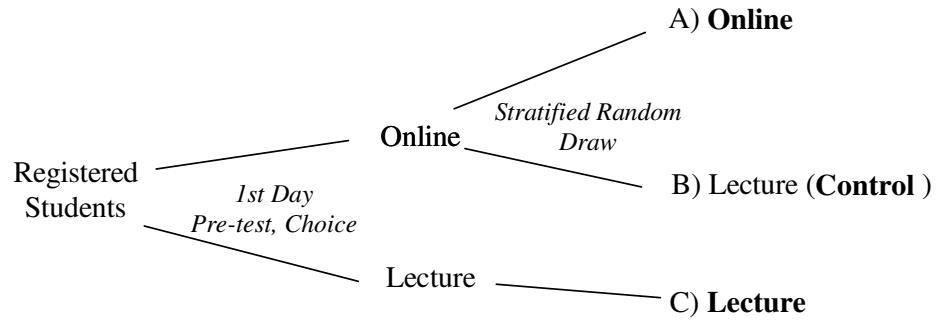 A) Online
Stratified Random
Draw
Online
Registered
Students
1st Day
Pre-test, Choice
B) Lecture (Control )
Lecture
C) Lecture